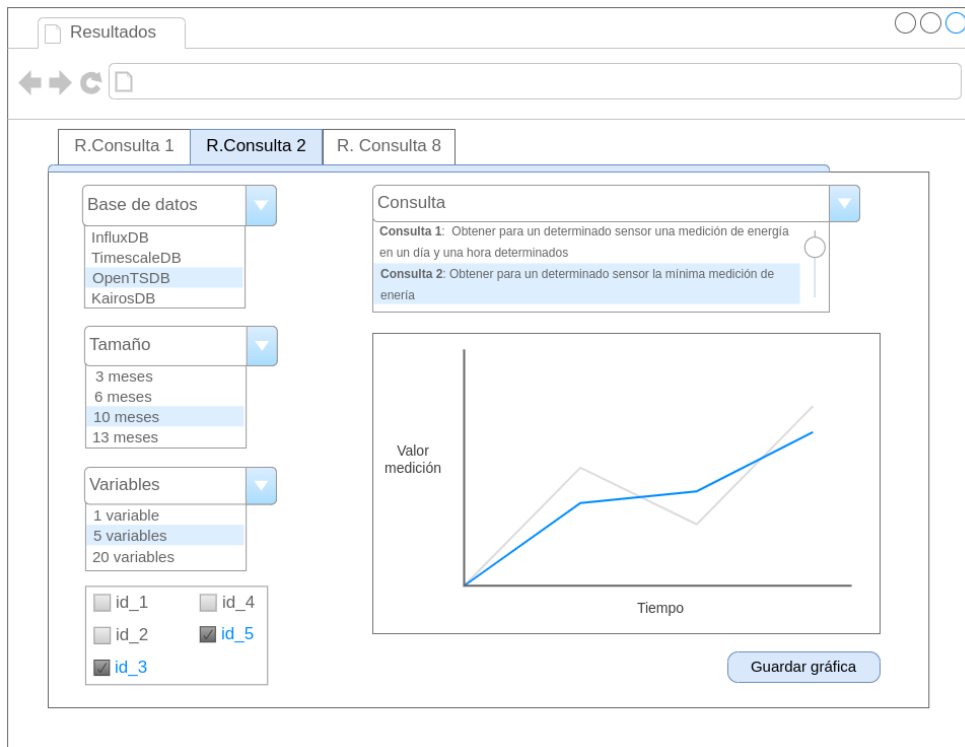 Resultados
R.Consulta 1
R.Consulta 2
R. Consulta 8
Base de datos
InfluxDB
TimescaleDB
OpenTSDB
KairosDB
Consulta
Consulta 1: Obtener para un determinado sensor una medición de energía
en un día y una hora determinados
Consulta 2: Obtener para un determinado sensor la mínima medición de
enería
Tamaño
3 meses
6 meses
10 meses
13 meses
Variables
1 variable
5 variables
20 variables
id_1
id_4
id_2
id_5
id_3
Valor
medición
Tiempo
Guardar gráfica